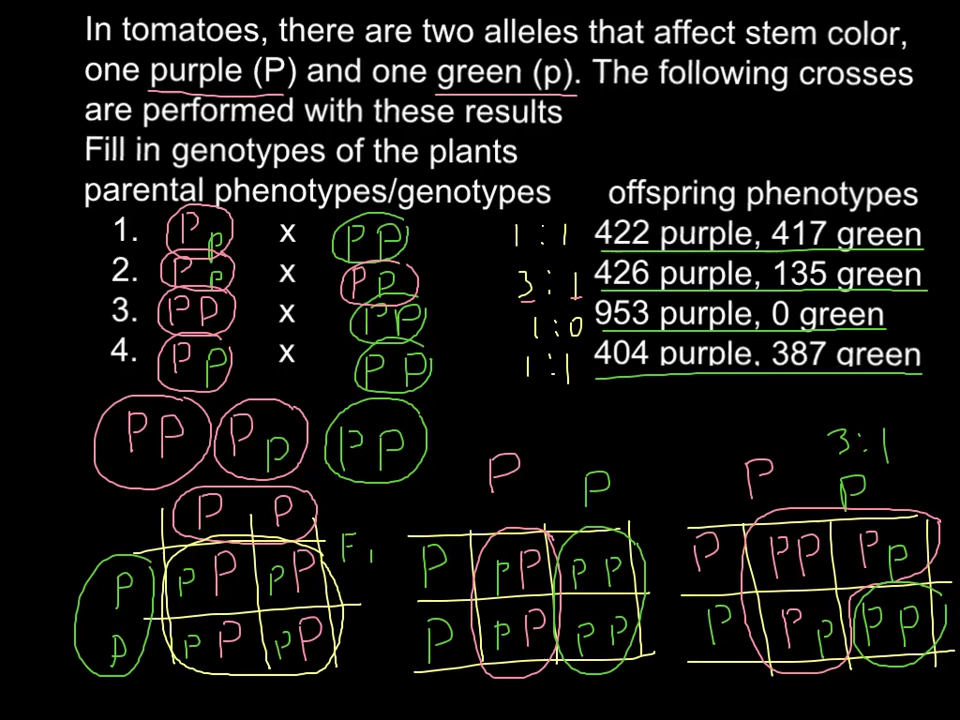 In tomatoes, there are two alleles that affect stem color,
one purple (P) and one green (p). The following crosses
are performed with these results
Fill in genotypes of the plants
parental phenotypes/genotypes offspring phenotypes
1. Pp x pp 1:1 422 purple, 417 green
2. Pp x Pp 3:1 426 purple, 135 green
3. PP x pp 1:0 953 purple, 0 green
4. Pp x pp 1:1 404 purple, 387 green
PP Pp pp
3:1
P p
P p
P P
p pP pP F1
p pP pP
p pP pp
p pP pp
P PP Pp
p Pp pp